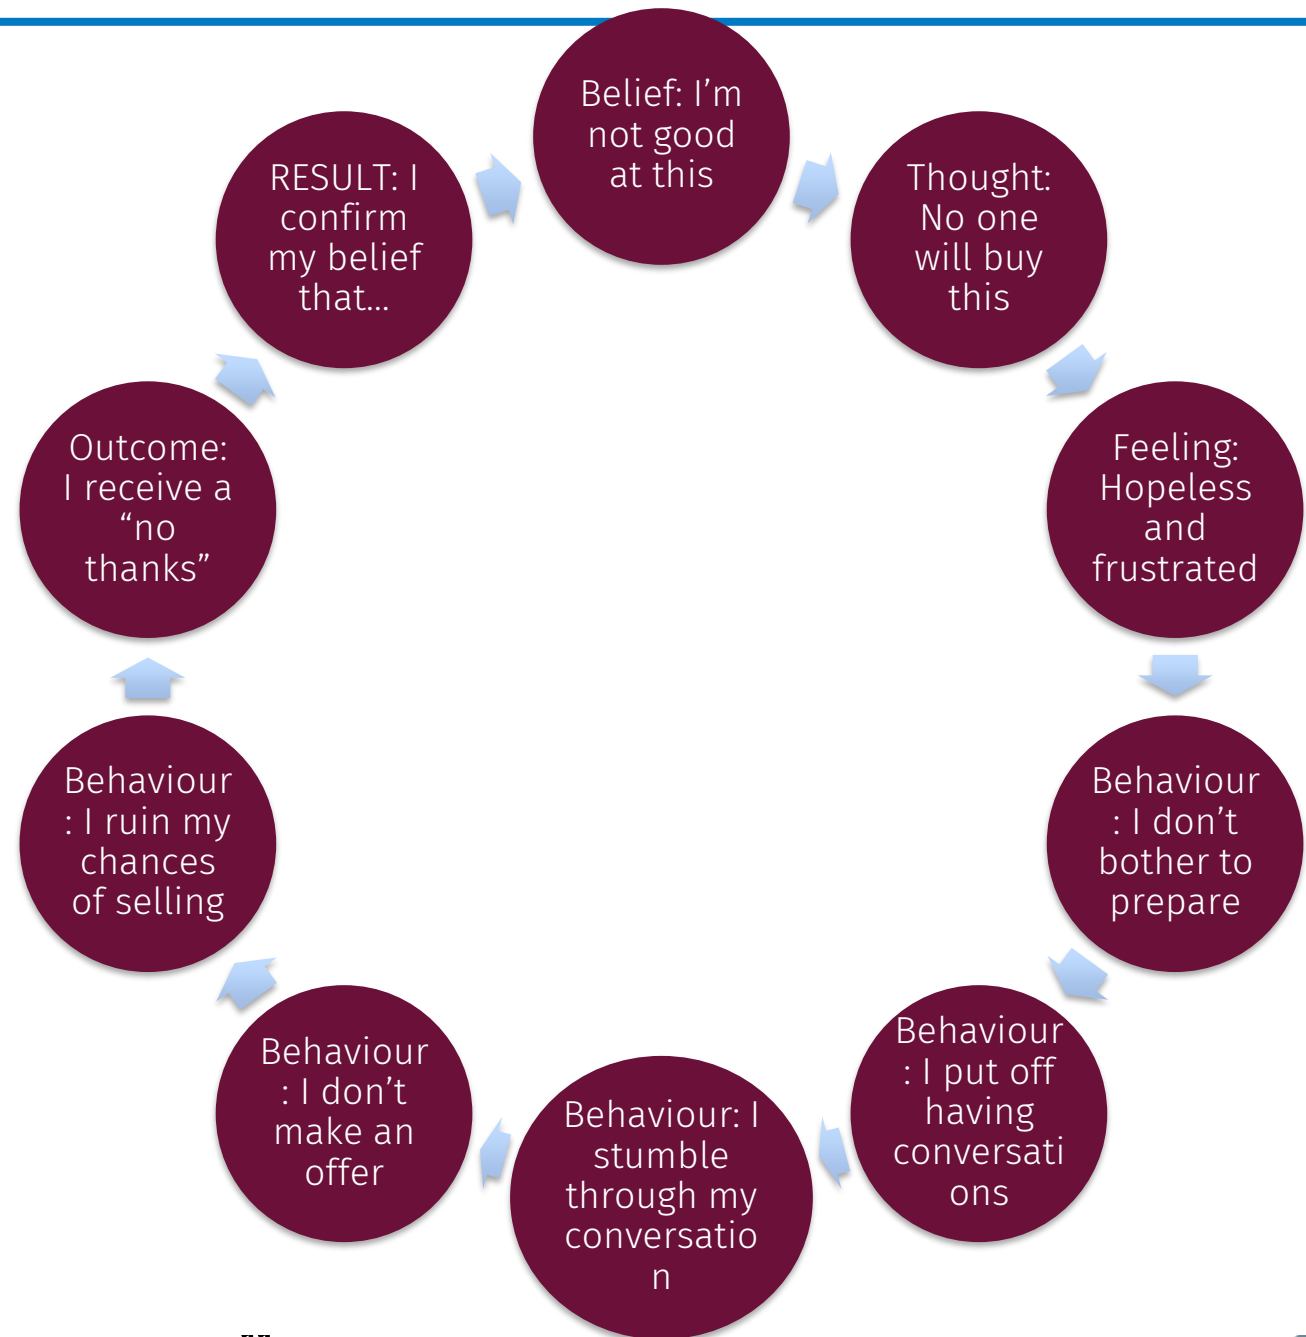 Belief: I’m
not good
at this
Thought:
No one
will buy
this
Feeling:
Hopeless
and
frustrated
Behaviour
: I don’t
bother to
prepare
Behaviour
: I put off
having
conversati
ons
Behaviour: I
stumble
through my
conversatio
n
Behaviour
: I don’t
make an
offer
Behaviour
: I ruin my
chances
of selling
Outcome:
I receive a
“no
thanks”
RESULT: I
confirm
my belief
that…